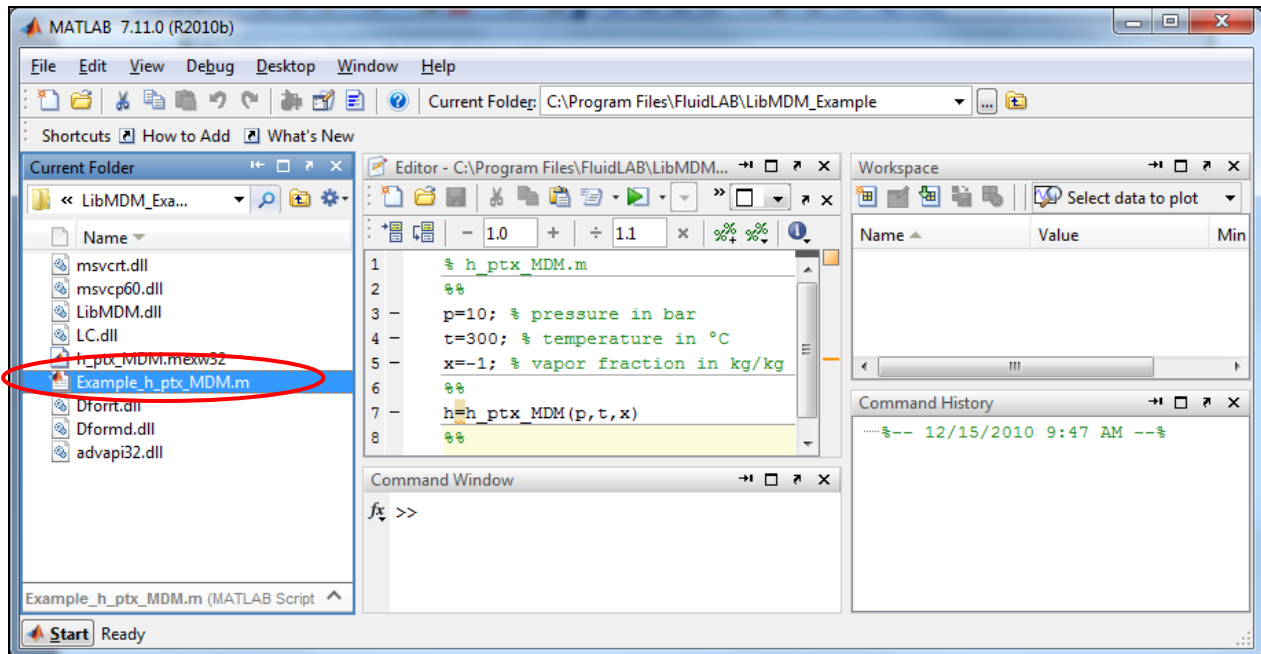 MATLAB 7.11.0 (R2010b)
File Edit View Debug Desktop Window Help
Current Folder: C:\Program Files\FluidLAB\LibMDM_Example
Shortcuts How to Add What's New
Current Folder
« LibMDM_Exa...
Name
msvcrt.dll
msvcp60.dll
LibMDM.dll
LC.dll
h_ptx_MDM.mexw32
Example_h_ptx_MDM.m
Dforrt.dll
Dformd.dll
advapi32.dll
Example_h_ptx_MDM.m (MATLAB Script
Editor - C:\Program Files\FluidLAB\LibMDM...
»
− 1.0 + ÷ 1.1 ×
1 % h_ptx_MDM.m
2 %%
3 – p=10; % pressure in bar
4 – t=300; % temperature in °C
5 – x=-1; % vapor fraction in kg/kg
6 %%
7 – h=h_ptx_MDM(p,t,x)
8 %%
Command Window
fx >>
Workspace
Select data to plot
Name Value Min
Command History
%-- 12/15/2010 9:47 AM --%
Start Ready